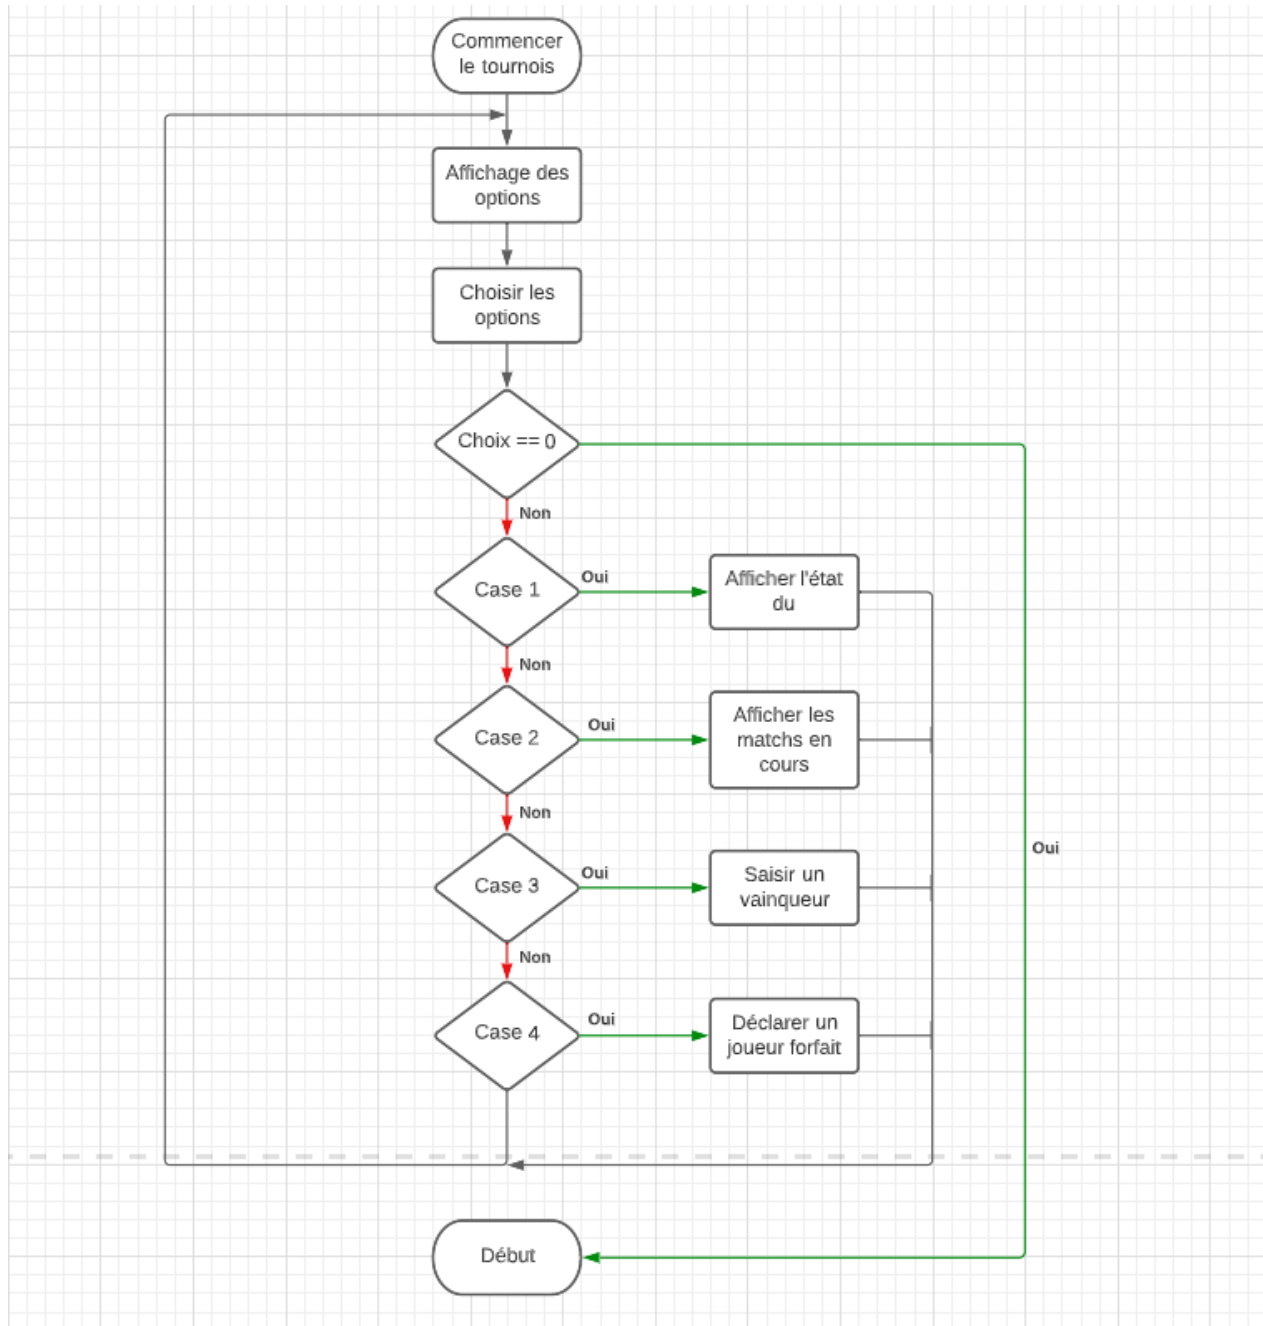 Commencer
le tournois
Affichage des
options
Choisir les
options
Choix == 0
Non
Case 1
Oui
Afficher l'état
du
Non
Case 2
Oui
Afficher les
matchs en
cours
Non
Case 3
Oui
Saisir un
vainqueur
Oui
Non
Case 4
Oui
Déclarer un
joueur forfait
Début